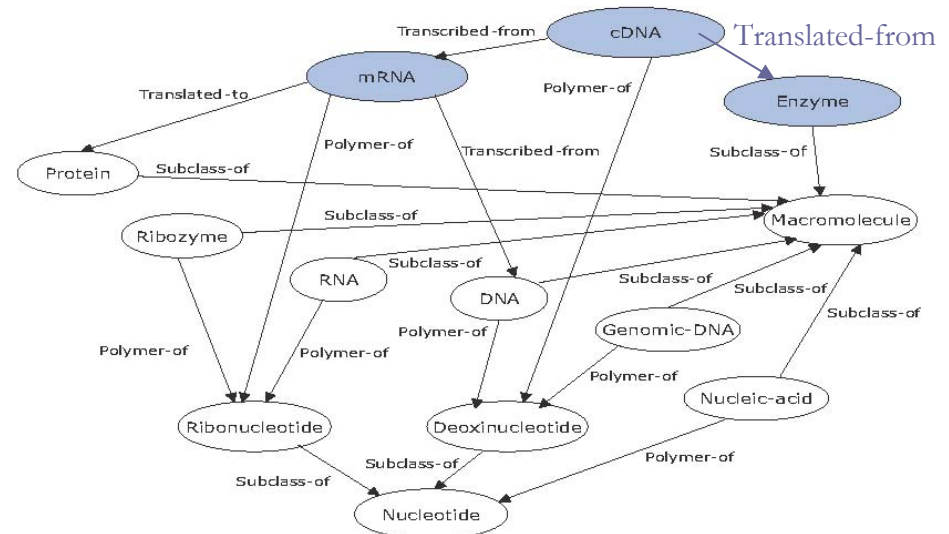 Transcribed-from
cDNA
Translated-from
mRNA
Translated-to
Polymer-of
Enzyme
Polymer-of
Transcribed-from
Subclass-of
Protein
Subclass-of
Macromolecule
Ribozyme
Subclass-of
RNA
Subclass-of
DNA
Subclass-of
Subclass-of
Subclass-of
Genomic-DNA
Polymer-of
Polymer-of
Polymer-of
Polymer-of
Nucleic-acid
Ribonucleotide
Deoxinucleotide
Subclass-of
Subclass-of
Polymer-of
Nucleotide